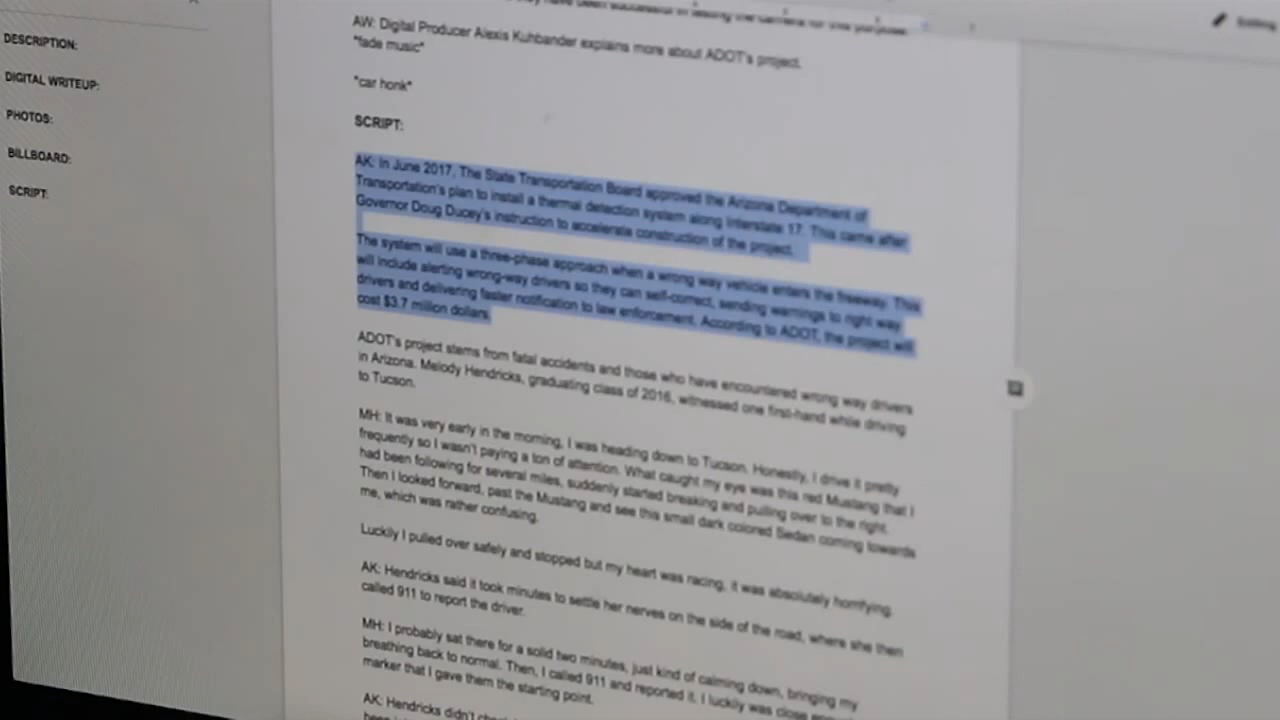 DESCRIPTION:
DIGITAL WRITEUP:
PHOTOS:
BILLBOARD:
SCRIPT:
Editing
AW: Digital Producer Alexis Kuhbander explains more about ADOT's project.
*fade music*
*car honk*
SCRIPT:
AK: In June 2017, The State Transportation Board approved the Arizona Department of
Transportation's plan to install a thermal detection system along Interstate 17. This came after
Governor Doug Ducey's instruction to accelerate construction of the project.
The system will use a three-phase approach when a wrong way vehicle enters the freeway. This
will include alerting wrong-way drivers so they can self-correct, sending warnings to right way
drivers and delivering faster notification to law enforcement. According to ADOT, the project will
cost $3.7 million dollars.
ADOT's project stems from fatal accidents and those who have encountered wrong way drivers
in Arizona. Melody Hendricks, graduating class of 2016, witnessed one first-hand while driving
to Tucson.
MH: It was very early in the morning, I was heading down to Tucson. Honestly, I drive it pretty
frequently so I wasn't paying a ton of attention. What caught my eye was this red Mustang that I
had been following for several miles, suddenly started breaking and pulling over to the right.
Then I looked forward, past the Mustang and see this small dark colored Sedan coming towards
me, which was rather confusing.
Luckily I pulled over safely and stopped but my heart was racing, it was absolutely horrifying.
AK: Hendricks said it took minutes to settle her nerves on the side of the road, where she then
called 911 to report the driver.
MH: I probably sat there for a solid two minutes, just kind of calming down, bringing my
breathing back to normal. Then, I called 911 and reported it. I luckily was close
marker that I gave them the starting point.
AK: Hendricks didn't